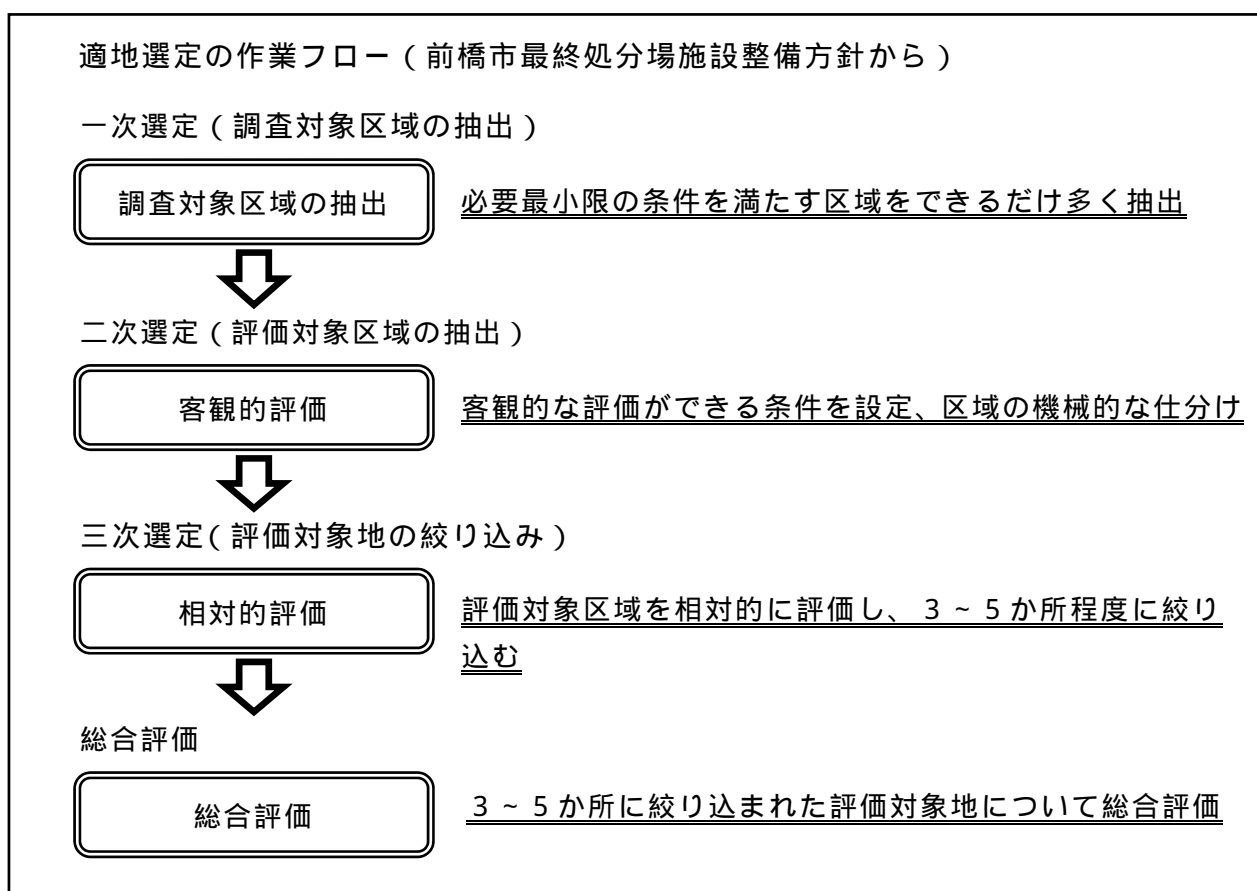 適地選定の作業フロー（前橋市最終処分場施設整備方針から）
一次選定（調査対象区域の抽出）
調査対象区域の抽出
必要最小限の条件を満たす区域をできるだけ多く抽出
二次選定（評価対象区域の抽出）
客観的評価
客観的な評価ができる条件を設定、区域の機械的な仕分け
三次選定（評価対象地の絞り込み）
相対的評価
評価対象区域を相対的に評価し、３～５か所程度に絞り
込む
総合評価
総合評価
３～５か所に絞り込まれた評価対象地について総合評価